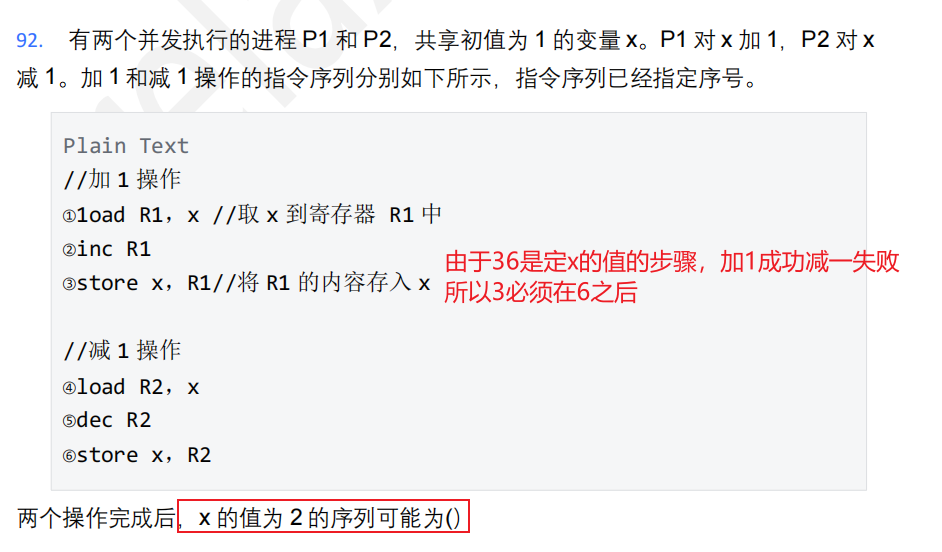 92. 有两个并发执行的进程 P1 和 P2，共享初值为 1 的变量 x。P1 对 x 加 1，P2 对 x
减 1。加 1 和减 1 操作的指令序列分别如下所示，指令序列已经指定序号。
Plain Text
//加 1 操作
①load R1，x //取 x 到寄存器 R1 中
②inc R1
③store x，R1//将 R1 的内容存入 x
由于36是定x的值的步骤，加1成功减一失败
所以3必须在6之后
//减 1 操作
④load R2，x
⑤dec R2
⑥store x，R2
两个操作完成后，x 的值为 2 的序列可能为()